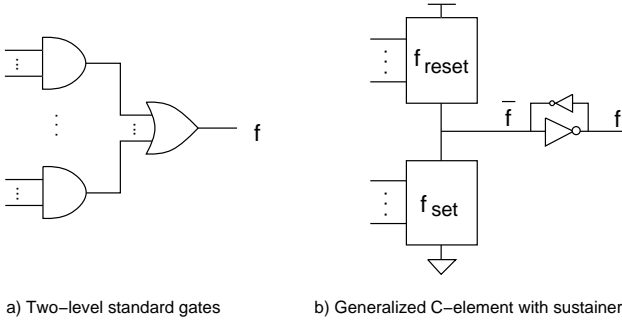 f
f reset
f
f
f set
a) Two-level standard gates
b) Generalized C-element with sustainer